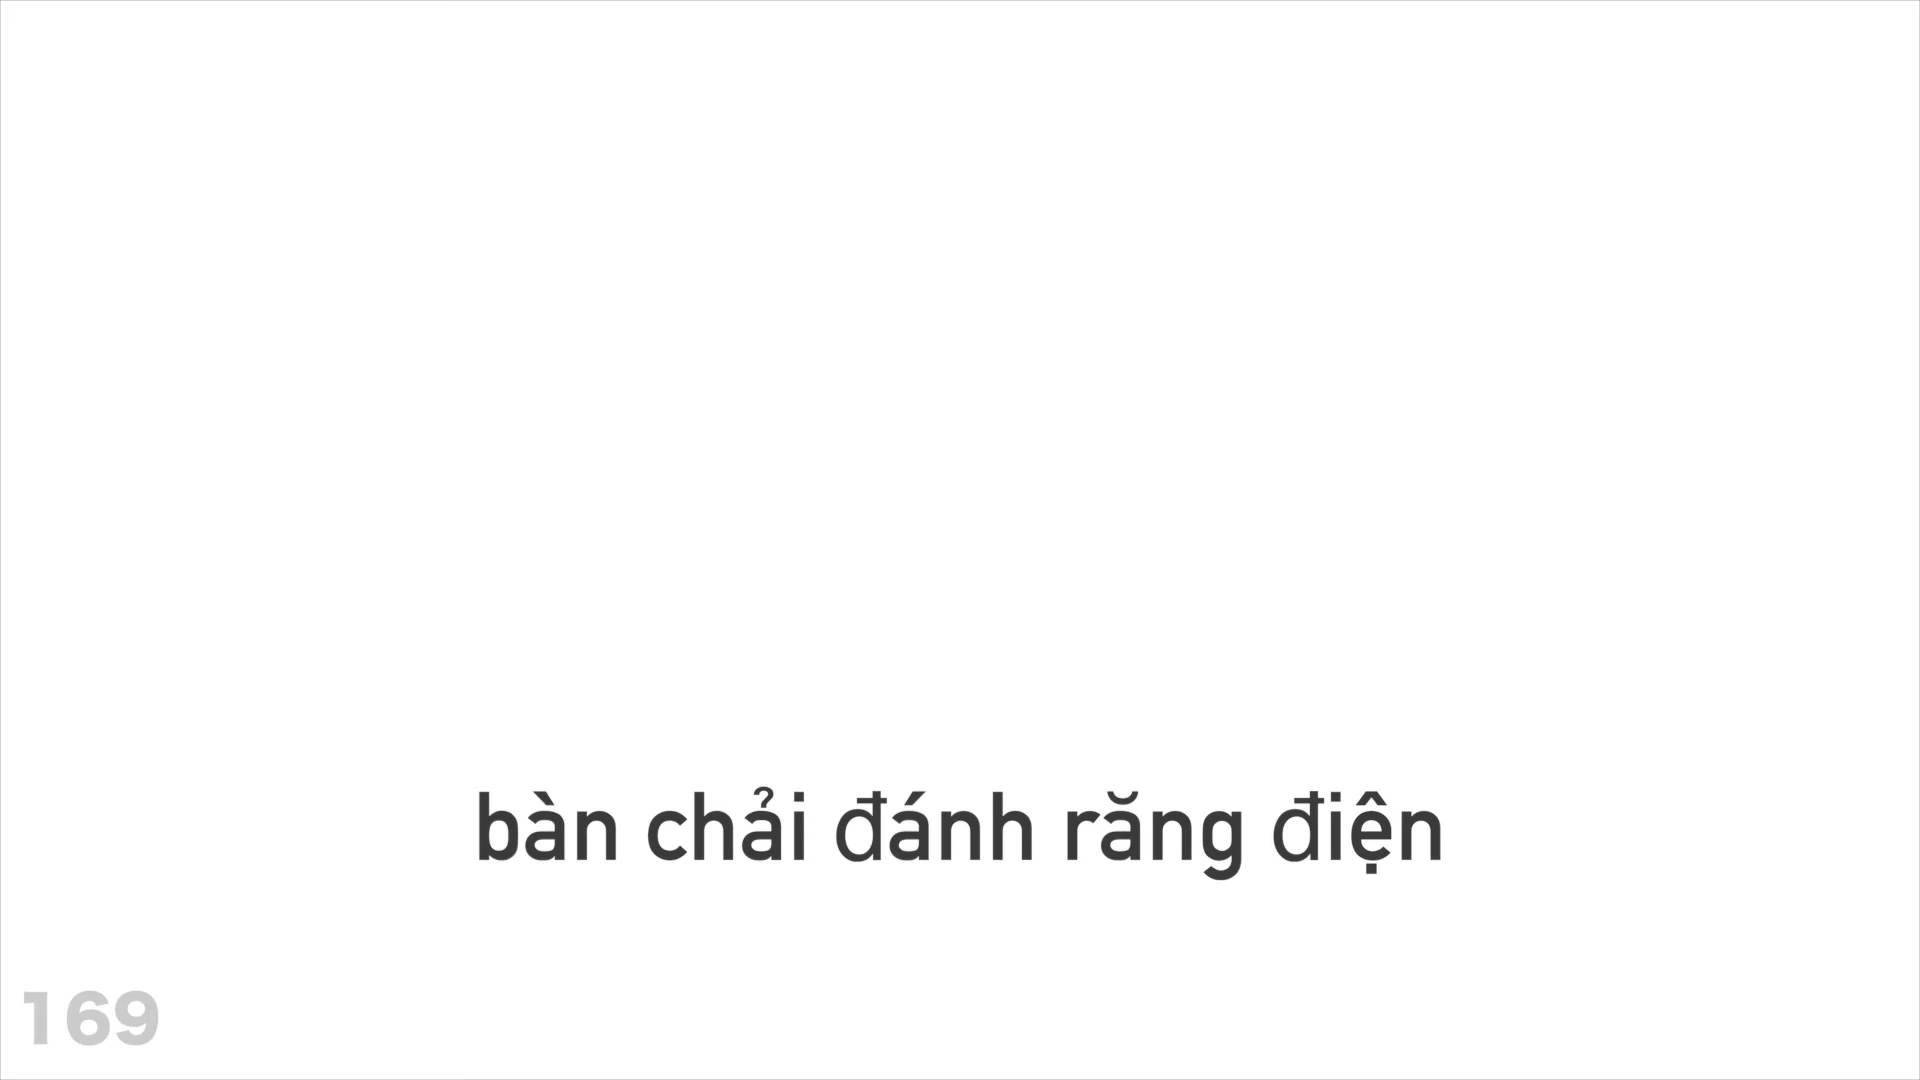 bàn chải đánh răng điện
169